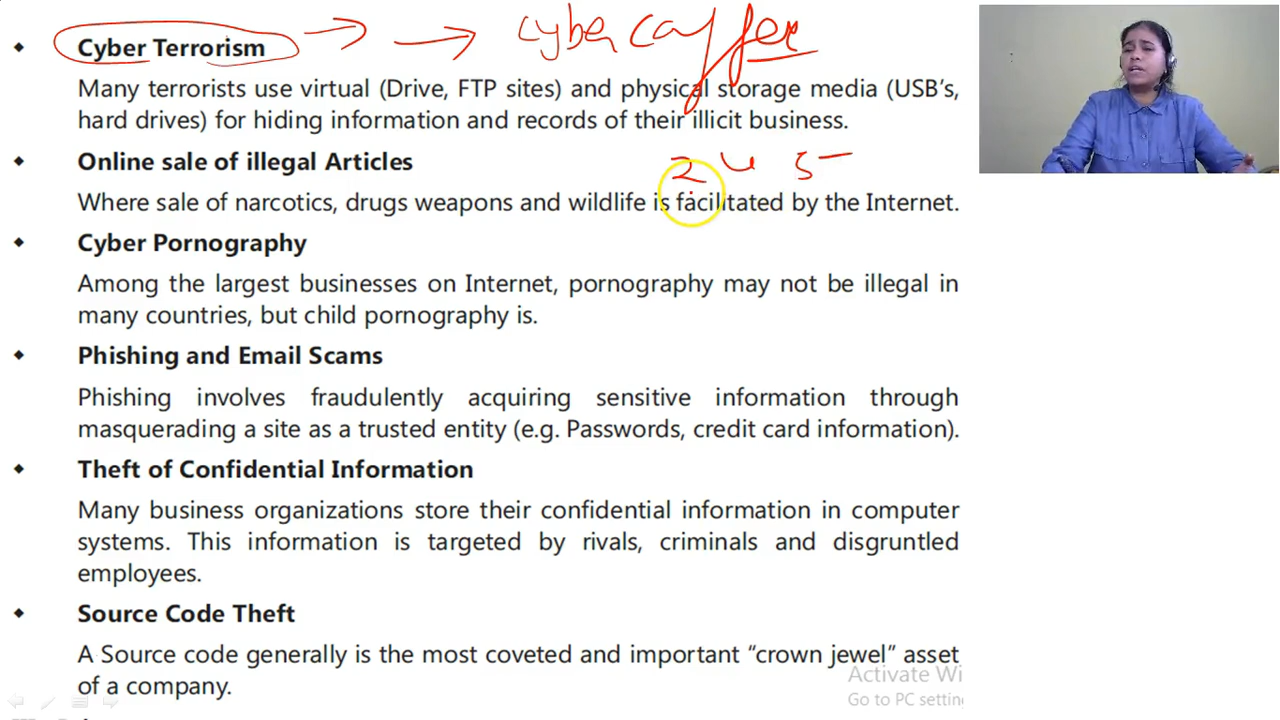 Cyber Terrorism
cyber caffer
Many terrorists use virtual (Drive, FTP sites) and physical storage media (USB's,
hard drives) for hiding information and records of their illicit business.
Online sale of illegal Articles
2 4 5
Where sale of narcotics, drugs weapons and wildlife is facilitated by the Internet.
Cyber Pornography
Among the largest businesses on Internet, pornography may not be illegal in
many countries, but child pornography is.
Phishing and Email Scams
Phishing involves fraudulently acquiring sensitive information through
masquerading a site as a trusted entity (e.g. Passwords, credit card information).
Theft of Confidential Information
Many business organizations store their confidential information in computer
systems. This information is targeted by rivals, criminals and disgruntled
employees.
Source Code Theft
A Source code generally is the most coveted and important “crown jewel” asset
of a company.
Activate Wi
Go to PC settin